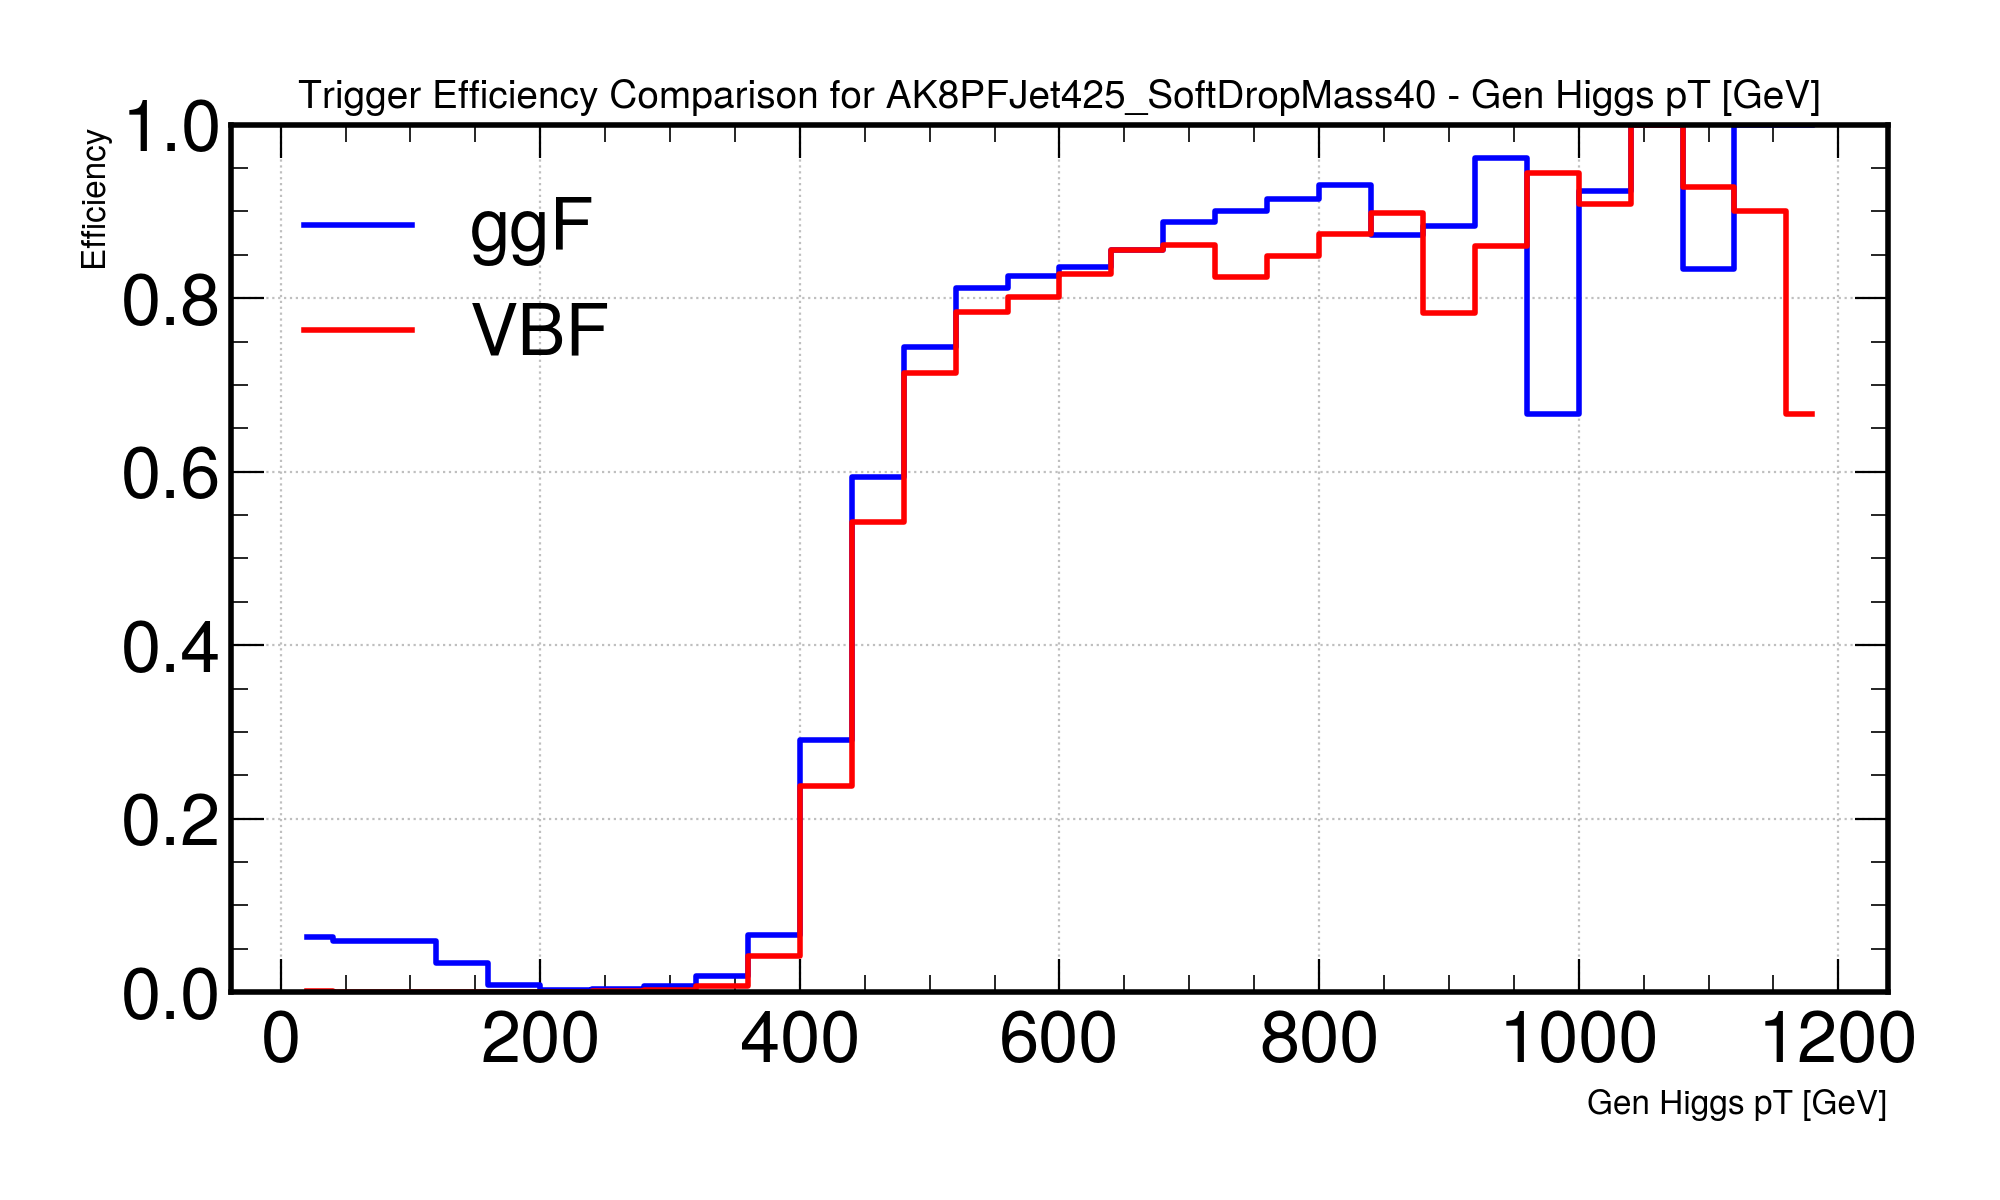 Trigger Efficiency Comparison for AK8PFJet425_SoftDropMass40 - Gen Higgs pT [GeV]
Efficiency
1.0
0.8
0.6
0.4
0.2
0.0
ggF
VBF
0 200 400 600 800 1000 1200
Gen Higgs pT [GeV]